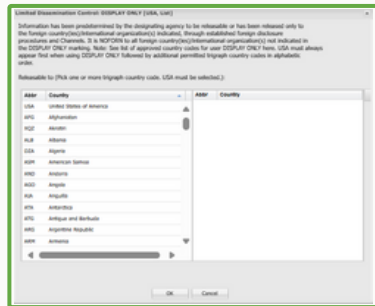 Limited Dissemination Control: DISPLAY ONLY [USA, List]
Information has been predetermined by the designating agency to be releasable or has been released only to
the foreign country(ies)/international organization(s) indicated, through established foreign disclosure
procedures and Channels. It is NOFORN to all foreign country(ies)/international organization(s) not indicated in
the DISPLAY ONLY marking. Note: See list of approved country codes for user DISPLAY ONLY here. USA must always
appear first when using DISPLAY ONLY followed by additional permitted trigraph country codes in alphabetic
order.
Releasable to (Pick one or more trigraph country code. USA must be selected.):
Abbr Country Abbr Country
USA United States of America
AFG Afghanistan
XQZ Akrotiri
ALB Albania
DZA Algeria
ASM American Samoa
AND Andorra
AGO Angola
AIA Anguilla
ATA Antarctica
ATG Antigua and Barbuda
ARG Argentine Republic
ARM Armenia
OK Cancel